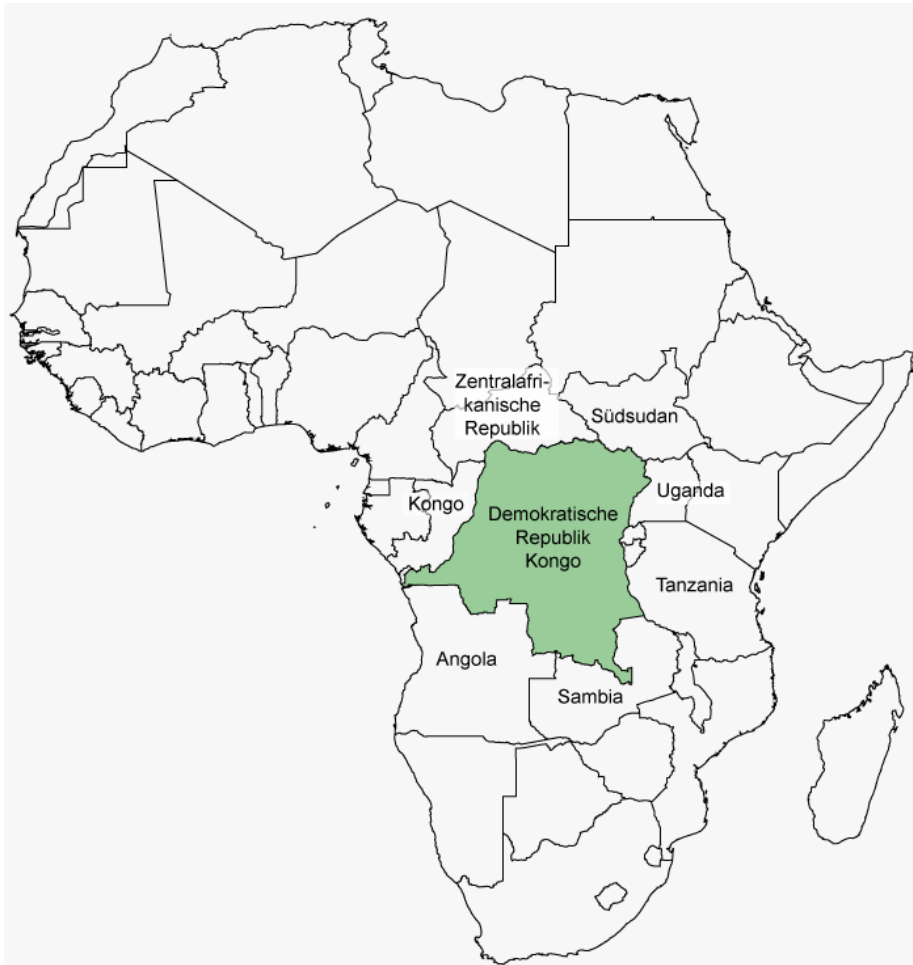 Zentralafri-
kanische
Republik
Südsudan
Kongo
Uganda
Demokratische
Republik
Kongo
Tanzania
Angola
Sambia